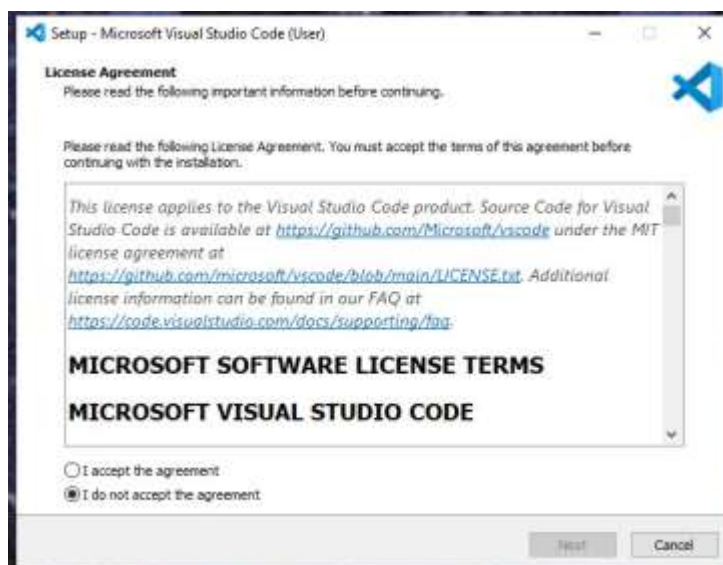 Setup - Microsoft Visual Studio Code (User)
License Agreement
Please read the following important information before continuing.
Please read the following License Agreement. You must accept the terms of this agreement before
continuing with the installation.
This license applies to the Visual Studio Code product. Source Code for Visual
Studio Code is available at https://github.com/Microsoft/vscode under the MIT
license agreement at
https://github.com/microsoft/vscode/blob/main/LICENSE.txt. Additional
license information can be found in our FAQ at
https://code.visualstudio.com/docs/supporting/faq.
MICROSOFT SOFTWARE LICENSE TERMS
MICROSOFT VISUAL STUDIO CODE
I accept the agreement
I do not accept the agreement
Next
Cancel